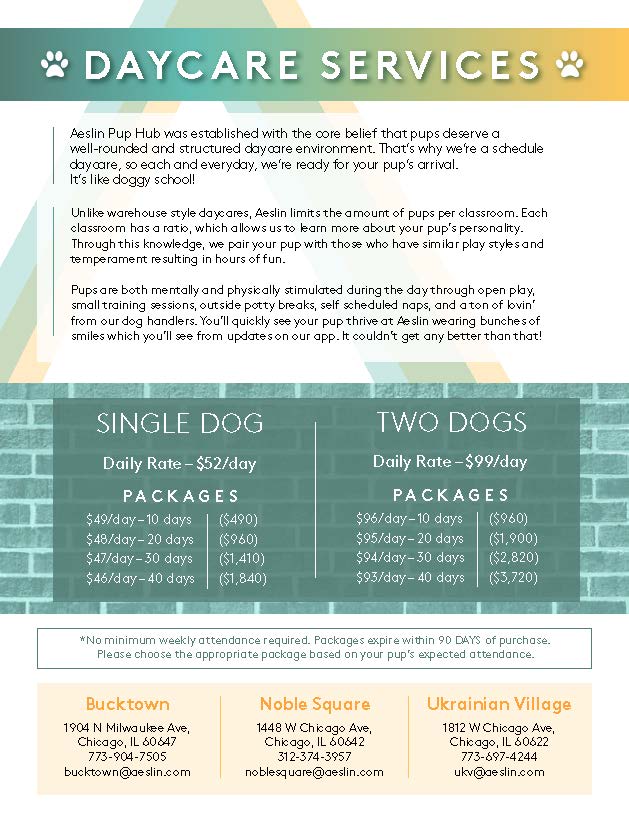 DAYCARE SERVICES
Aeslin Pup Hub was established with the core belief that pups deserve a
well-rounded and structured daycare environment. That's why we're a schedule
daycare, so each and everyday, we're ready for your pup's arrival.
It's like doggy school!
Unlike warehouse style daycares, Aeslin limits the amount of pups per classroom. Each
classroom has a ratio, which allows us to learn more about your pup's personality.
Through this knowledge, we pair your pup with those who have similar play styles and
temperament resulting in hours of fun.
Pups are both mentally and physically stimulated during the day through open play,
small training sessions, outside potty breaks, self scheduled naps, and a ton of lovin'
from our dog handlers. You'll quickly see your pup thrive at Aeslin wearing bunches of
smiles which you'll see from updates on our app. It couldn't get any better than that!
SINGLE DOG
Daily Rate – $52/day
PACKAGES
$49/day – 10 days ($490)
$48/day – 20 days ($960)
$47/day – 30 days ($1,410)
$46/day – 40 days ($1,840)
TWO DOGS
Daily Rate – $99/day
PACKAGES
$96/day – 10 days ($960)
$95/day – 20 days ($1,900)
$94/day – 30 days ($2,820)
$93/day – 40 days ($3,720)
*No minimum weekly attendance required. Packages expire within 90 DAYS of purchase.
Please choose the appropriate package based on your pup's expected attendance.
Bucktown
1904 N Milwaukee Ave,
Chicago, IL 60647
773-904-7505
bucktown@aeslin.com
Noble Square
1448 W Chicago Ave,
Chicago, IL 60642
312-374-3957
noblesquare@aeslin.com
Ukrainian Village
1812 W Chicago Ave,
Chicago, IL 60622
773-697-4244
ukv@aeslin.com